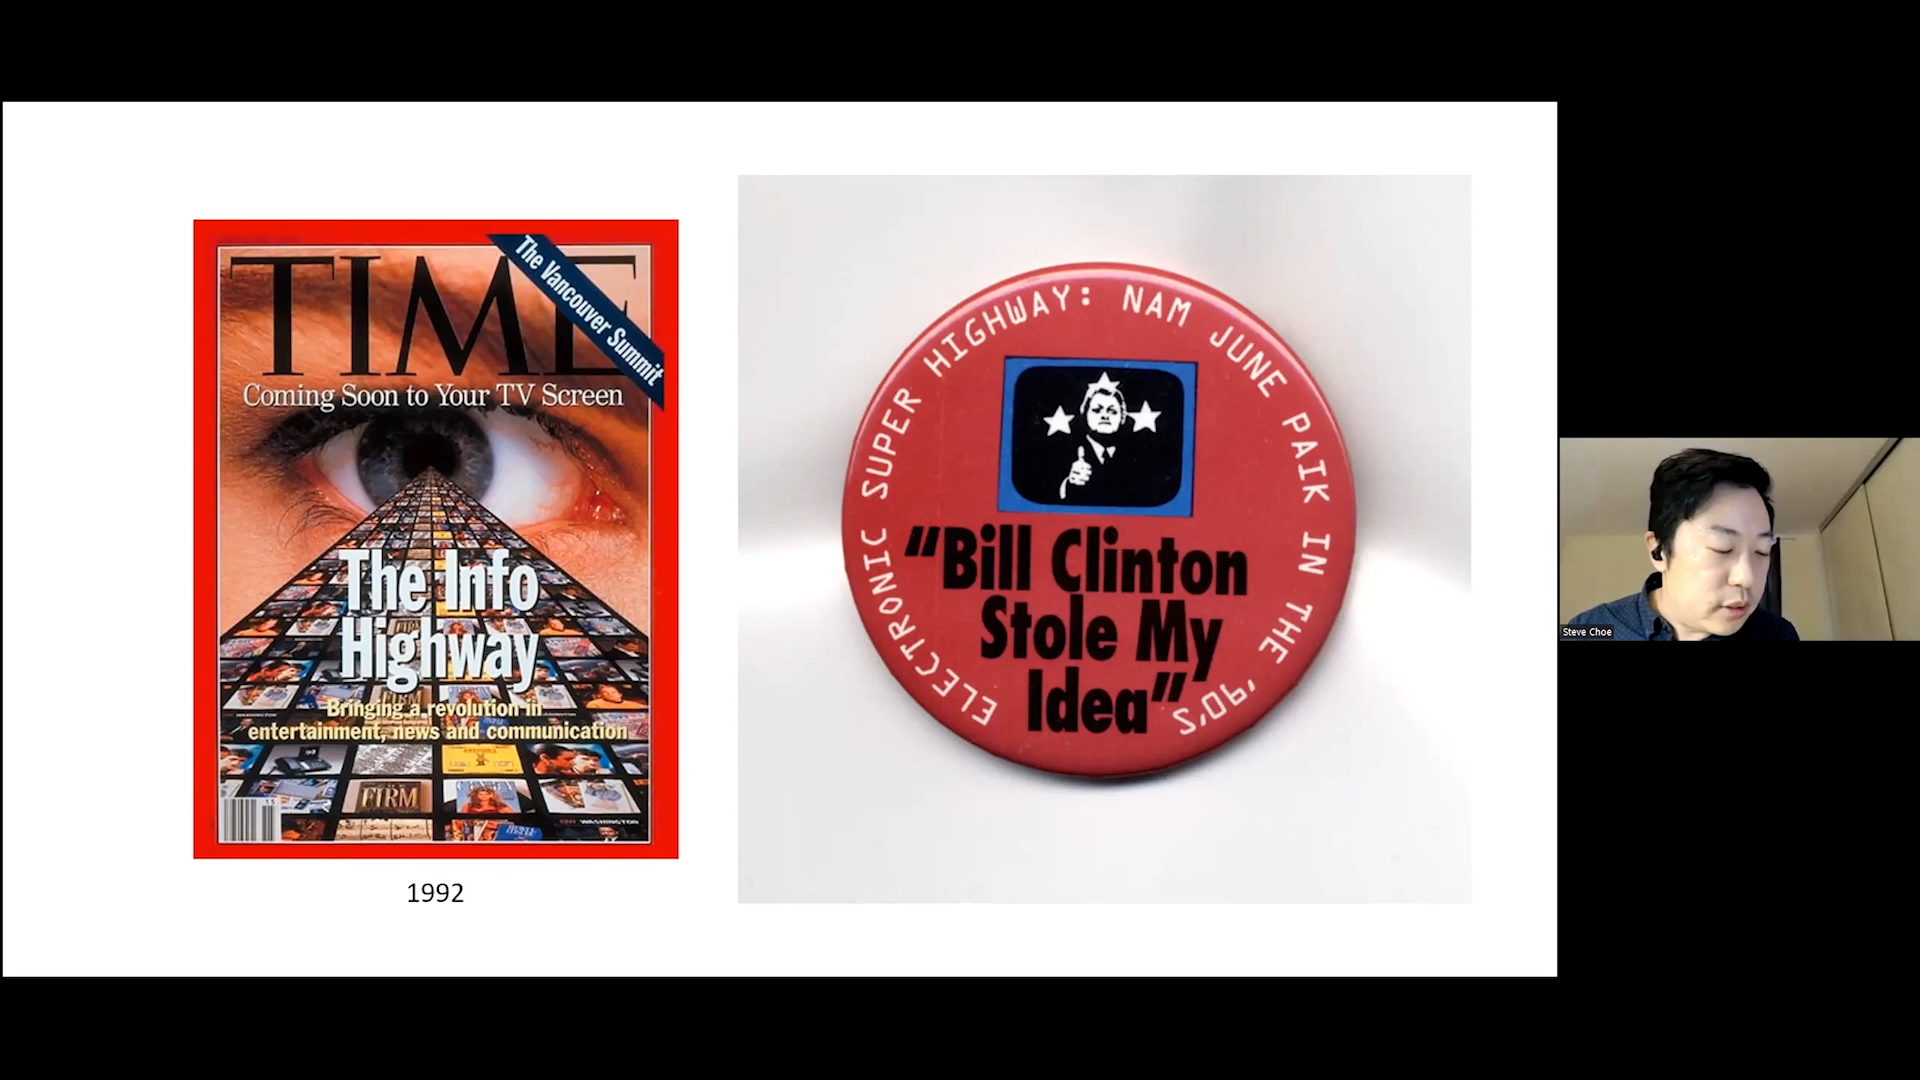 TIME
The Vancouver Summit
Coming Soon to Your TV Screen
The Info
Highway
Bringing a revolution in
entertainment, news and communication
FIRM
1992
ELECTRONIC SUPER HIGHWAY: NAM JUNE PAIK IN THE '90'S
"Bill Clinton
Stole My
Idea"
Steve Choe